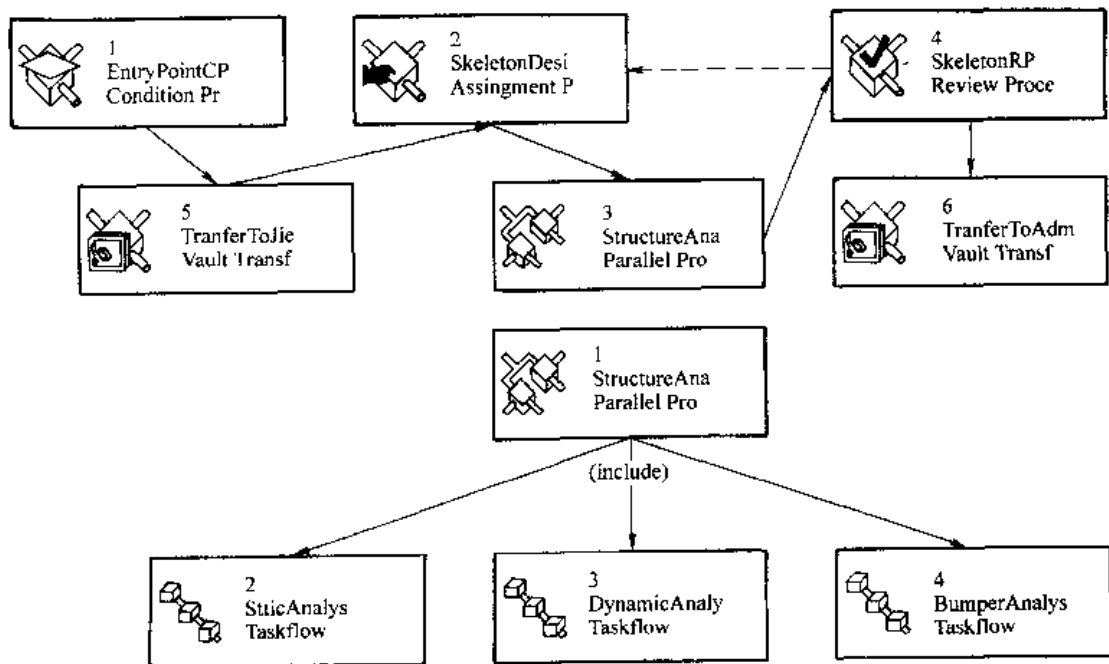 1
EntryPointCP
Condition Pr
2
SkeletonDesi
Assingment P
4
SkeletonRP
Review Proce
5
TranferToJie
Vault Transf
3
StructureAna
Parallel Pro
6
TranferToAdm
Vault Transf
1
StructureAna
Parallel Pro
(include)
2
SticAnalys
Taskflow
3
DynamicAnaly
Taskflow
4
BumperAnalys
Taskflow